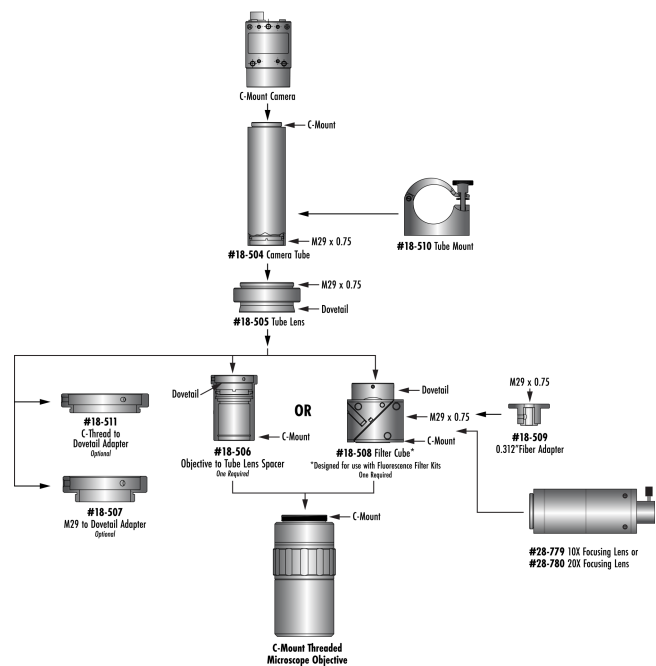 C-Mount Camera
C-Mount
M29 x 0.75
#18-504 Camera Tube
#18-510 Tube Mount
M29 x 0.75
Dovetail
#18-505 Tube Lens
#18-511
C-Thread to
Dovetail Adapter
Optional
#18-507
M29 to Dovetail Adapter
Optional
Dovetail
C-Mount
#18-506
Objective to Tube Lens Spacer
One Required
OR
Dovetail
M29 x 0.75
C-Mount
#18-508 Filter Cube*
*Designed for use with Fluorescence Filter Kits
One Required
M29 x 0.75
#18-509
0.312"Fiber Adapter
#28-779 10X Focusing Lens or
#28-780 20X Focusing Lens
C-Mount
C-Mount Threaded
Microscope Objective